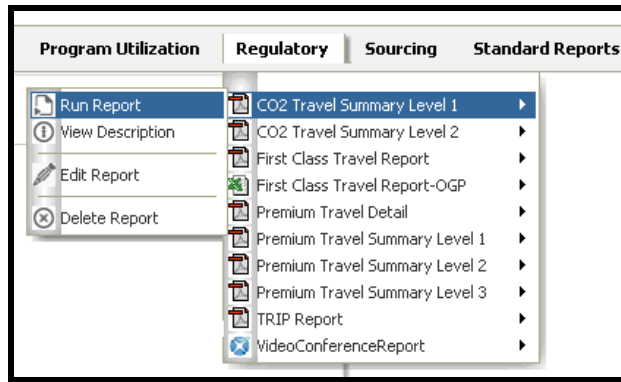 Program Utilization Regulatory Sourcing Standard Reports
Run Report
View Description
Edit Report
Delete Report
CO2 Travel Summary Level 1
CO2 Travel Summary Level 2
First Class Travel Report
First Class Travel Report-OGP
Premium Travel Detail
Premium Travel Summary Level 1
Premium Travel Summary Level 2
Premium Travel Summary Level 3
TRIP Report
VideoConferenceReport